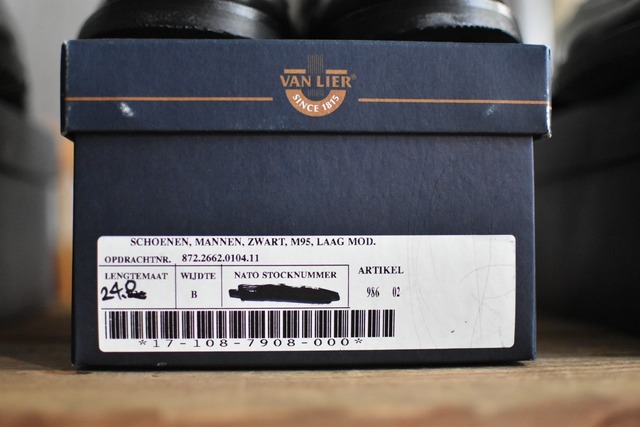 VAN LIER®
SINCE 1815
SCHOENEN, MANNEN, ZWART, M95, LAAG MOD.
OPDRACHTNR. 872.2662.0104.11
LENGTEMAAT WIJDTE NATO STOCKNUMMER ARTIKEL
B 986 02
*17-108-7908-000*